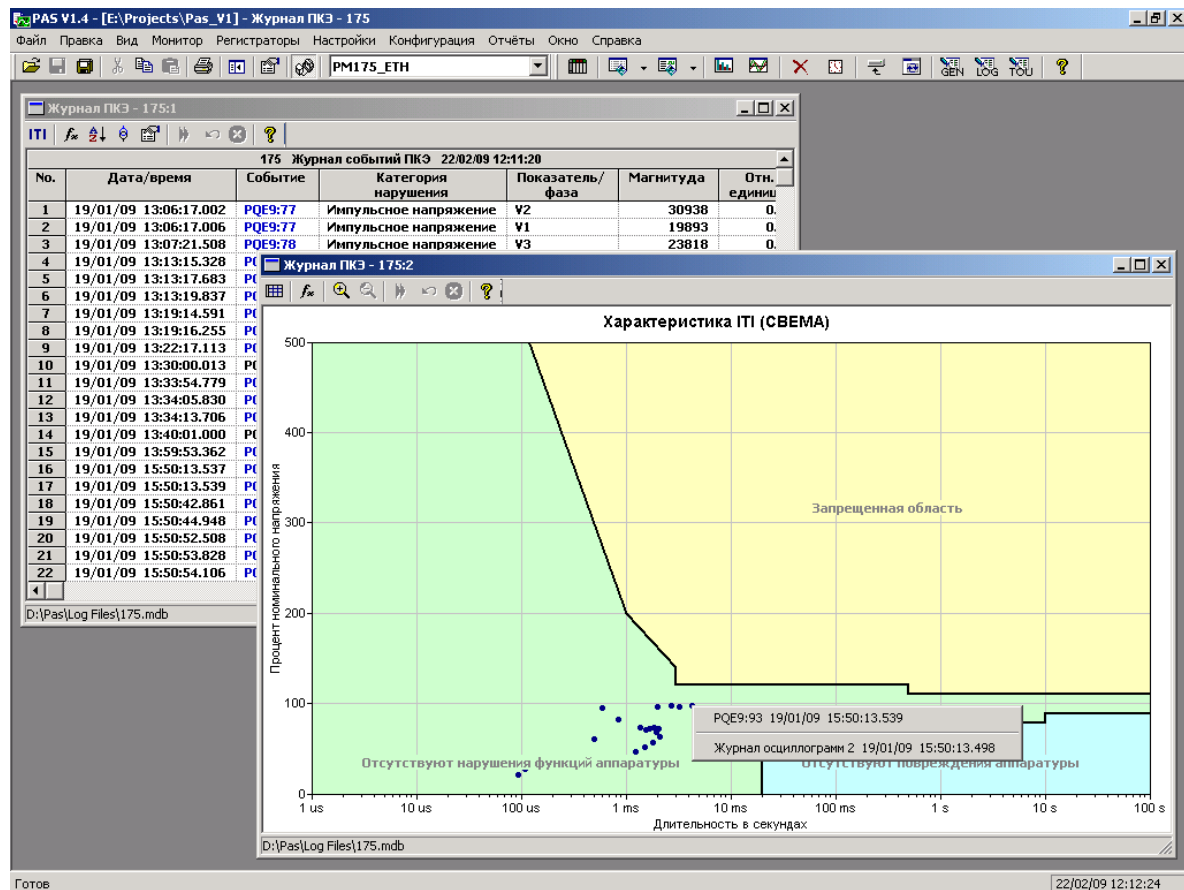 PAS V1.4 - [E:\Projects\Pas_V1] - Журнал ПКЭ - 175
Файл Правка Вид Монитор Регистраторы Настройки Конфигурация Отчёты Окно Справка
PM175_ETH GEN LOG TOU
Журнал ПКЭ - 175:1
ITI
175 Журнал событий ПКЭ 22/02/09 12:11:20
No. Дата/время Событие Категория нарушения Показатель/фаза Магнитуда Отн. единиц
1 19/01/09 13:06:17.002 PQE9:77 Импульсное напряжение V2 30938 0.
2 19/01/09 13:06:17.006 PQE9:77 Импульсное напряжение V1 19893 0.
3 19/01/09 13:07:21.508 PQE9:78 Импульсное напряжение V3 23818 0.
4 19/01/09 13:13:15.328
5 19/01/09 13:13:17.683
6 19/01/09 13:13:19.837
7 19/01/09 13:19:14.591
8 19/01/09 13:19:16.255
9 19/01/09 13:22:17.113
10 19/01/09 13:30:00.013
11 19/01/09 13:33:54.779
12 19/01/09 13:34:05.830
13 19/01/09 13:34:13.706
14 19/01/09 13:40:01.000
15 19/01/09 13:59:53.362
16 19/01/09 15:50:13.537
17 19/01/09 15:50:13.539
18 19/01/09 15:50:42.861
19 19/01/09 15:50:44.948
20 19/01/09 15:50:52.508
21 19/01/09 15:50:53.828
22 19/01/09 15:50:54.106
D:\Pas\Log Files\175.mdb
Журнал ПКЭ - 175:2
Характеристика ITI (CBEMA)
Процент номинального напряжения
500
400
300
200
100
0
Запрещенная область
PQE9:93 19/01/09 15:50:13.539
Журнал осциллограмм 2 19/01/09 15:50:13.498
Отсутствуют нарушения функций аппаратуры
Отсутствуют повреждения аппаратуры
1 us 10 us 100 us 1 ms 10 ms 100 ms 1 s 10 s 100 s
Длительность в секундах
D:\Pas\Log Files\175.mdb
Готов 22/02/09 12:12:24